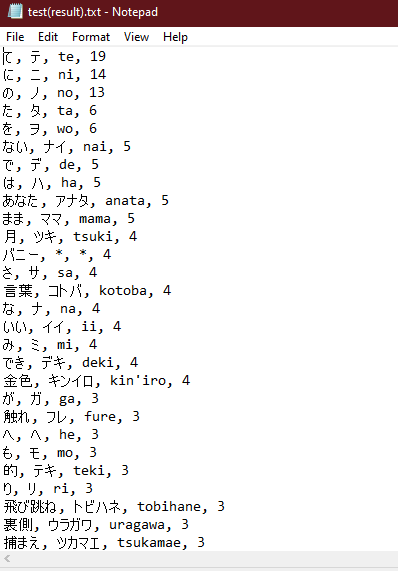 test(result).txt - Notepad
File Edit Format View Help
て, テ, te, 19
に, ニ, ni, 14
の, ノ, no, 13
た, タ, ta, 6
を, ヲ, wo, 6
ない, ナイ, nai, 5
で, デ, de, 5
は, ハ, ha, 5
あなた, アナタ, anata, 5
まま, ママ, mama, 5
月, ツキ, tsuki, 4
バニー, *, *, 4
さ, サ, sa, 4
言葉, コトバ, kotoba, 4
な, ナ, na, 4
いい, イイ, ii, 4
み, ミ, mi, 4
でき, デキ, deki, 4
金色, キンイロ, kin'iro, 4
が, ガ, ga, 3
触れ, フレ, fure, 3
へ, ヘ, he, 3
も, モ, mo, 3
的, テキ, teki, 3
り, リ, ri, 3
飛び跳ね, トビハネ, tobihane, 3
裏側, ウラガワ, uragawa, 3
捕まえ, ツカマエ, tsukamae, 3